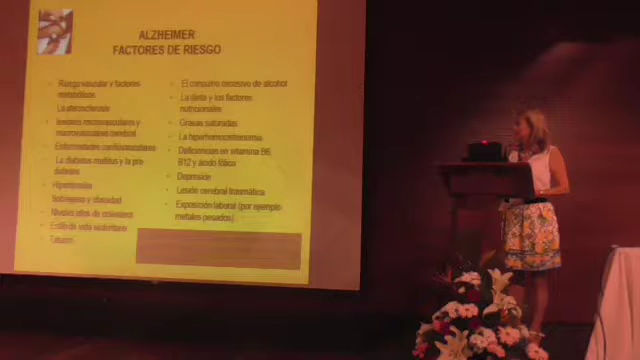 ALZHEIMER
FACTORES DE RIESGO
Riesgo vascular y factores
metabólicos
La aterosclerosis
lesiones microvasculares y
macrovasculares cerebral
Enfermedades cardiovasculares
La diabetes mellitus y la pre-
diabetes
Hipertensión
Sobrepeso y obesidad
Niveles altos de colesterol
Estilo de vida sedentario
Tabaco
El consumo excesivo de alcohol
La dieta y los factores
nutricionales
Grasas saturadas
La hiperhomocisteinemia
Deficiencias en vitamina B6,
B12 y ácido fólico
Depresión
Lesión cerebral traumática
Exposición laboral (por ejemplo
metales pesados)